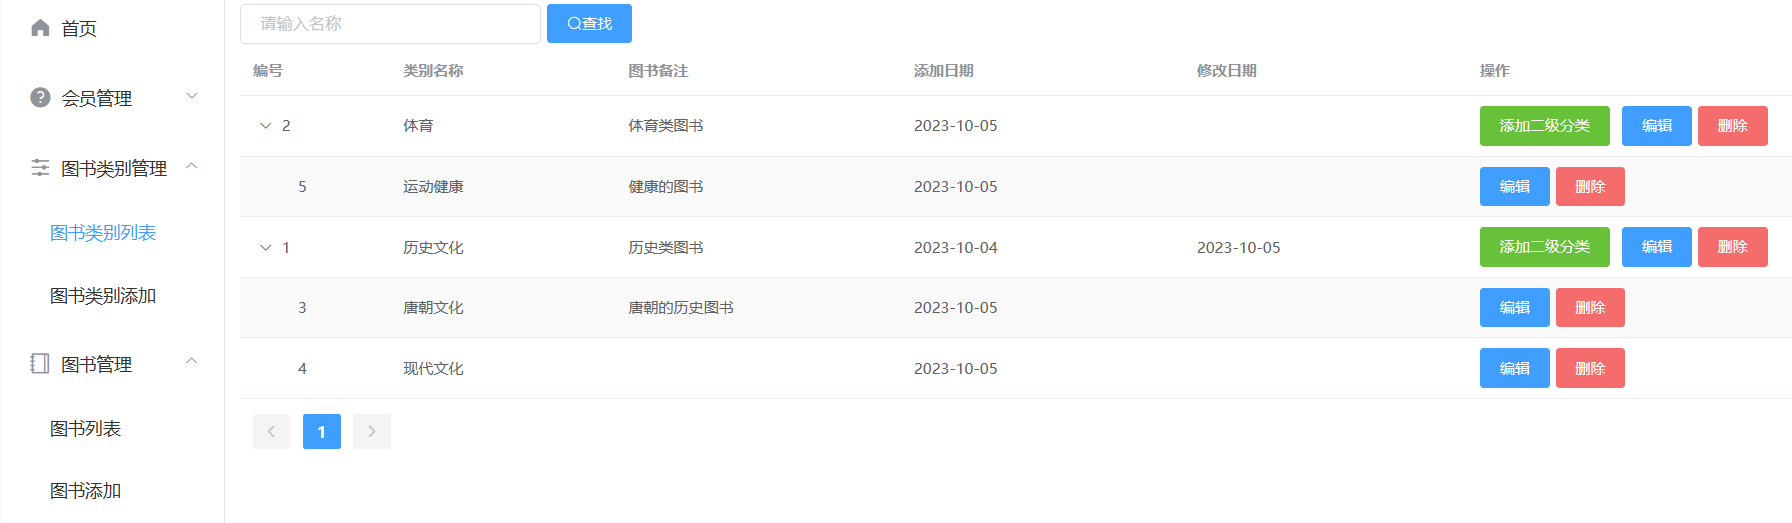 首页
会员管理
图书类别管理
图书类别列表
图书类别添加
图书管理
图书列表
图书添加
请输入名称 查找
编号 类别名称 图书备注 添加日期 修改日期 操作
2 体育 体育类图书 2023-10-05 添加二级分类 编辑 删除
5 运动健康 健康的图书 2023-10-05 编辑 删除
1 历史文化 历史类图书 2023-10-04 2023-10-05 添加二级分类 编辑 删除
3 唐朝文化 唐朝的历史图书 2023-10-05 编辑 删除
4 现代文化 2023-10-05 编辑 删除
1